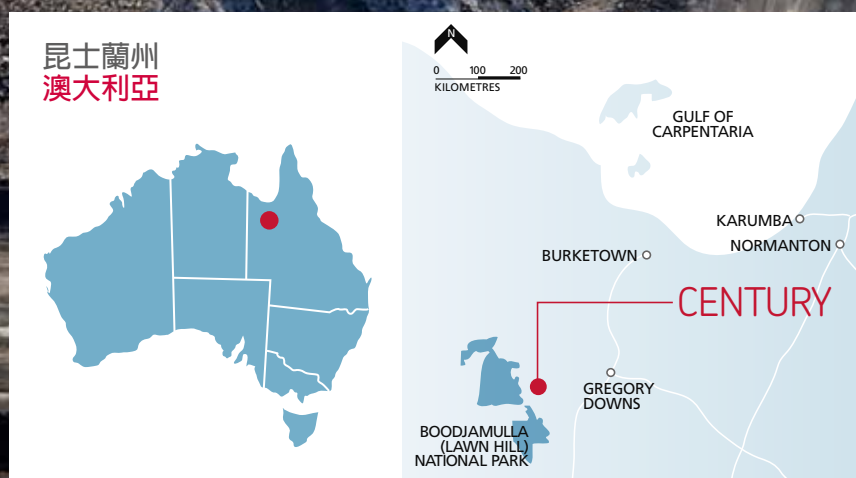 昆士蘭州
澳大利亞
N
0 100 200
KILOMETRES
GULF OF
CARPENTARIA
KARUMBA
NORMANTON
BURKETOWN
CENTURY
GREGORY
DOWNS
BOODJAMULLA
(LAWN HILL)
NATIONAL PARK